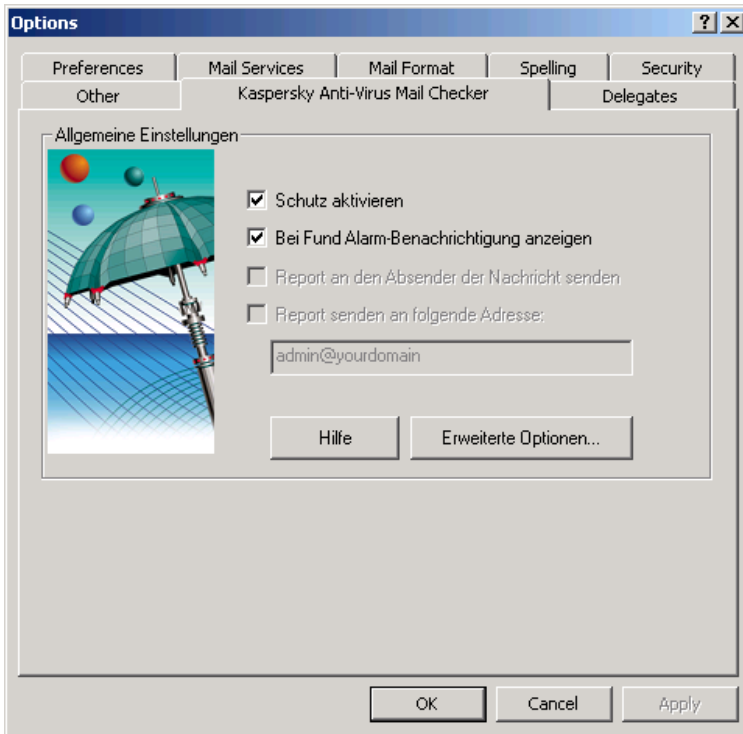 Options
Preferences Mail Services Mail Format Spelling Security
Other Kaspersky Anti-Virus Mail Checker Delegates
Allgemeine Einstellungen
Schutz aktivieren
Bei Fund Alarm-Benachrichtigung anzeigen
Report an den Absender der Nachricht senden
Report senden an folgende Adresse:
admin@yourdomain
Hilfe Erweiterte Optionen...
OK Cancel Apply